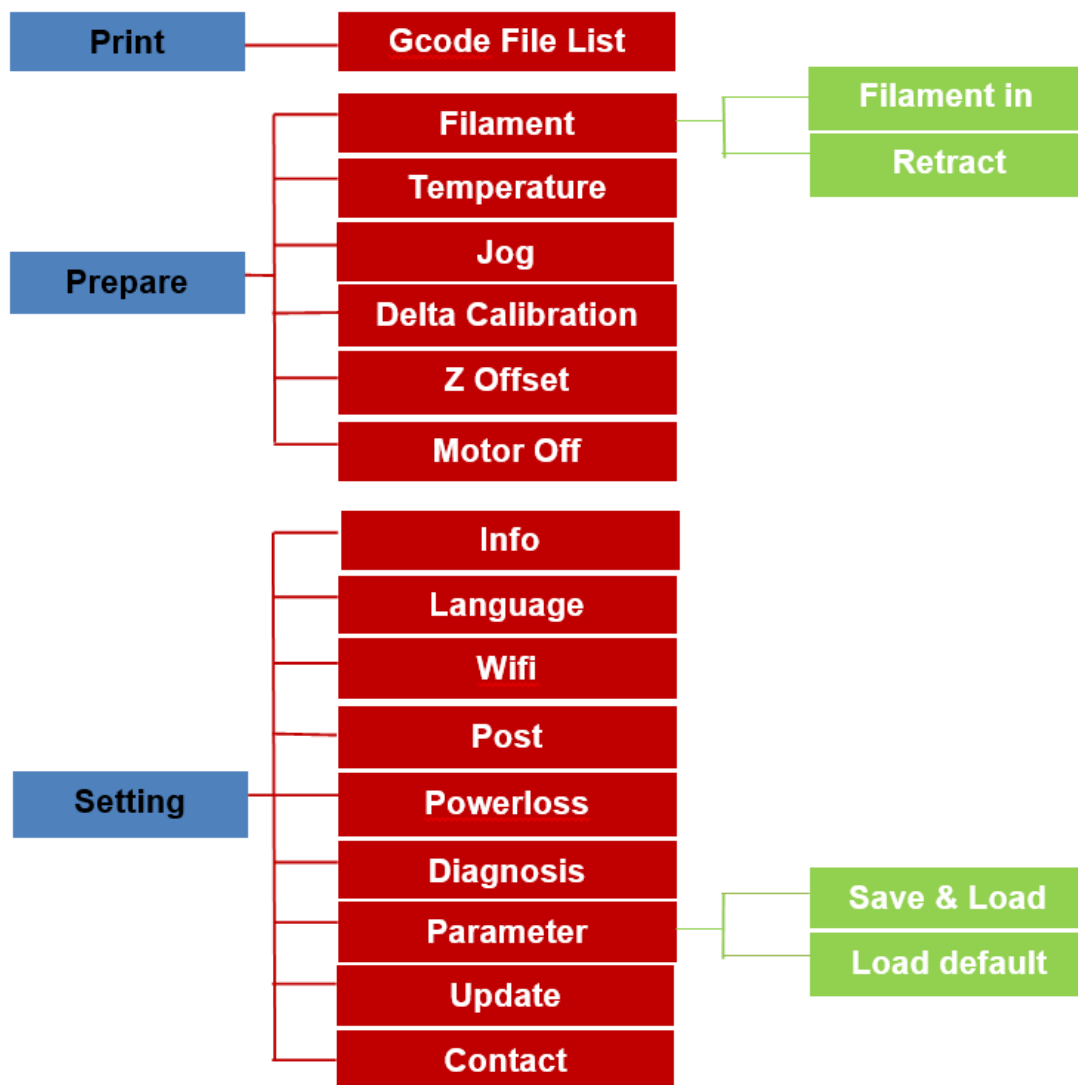 Print
Gcode File List
Filament
Filament in
Retract
Temperature
Jog
Prepare
Delta Calibration
Z Offset
Motor Off
Info
Language
Wifi
Post
Setting
Powerloss
Diagnosis
Parameter
Save & Load
Load default
Update
Contact